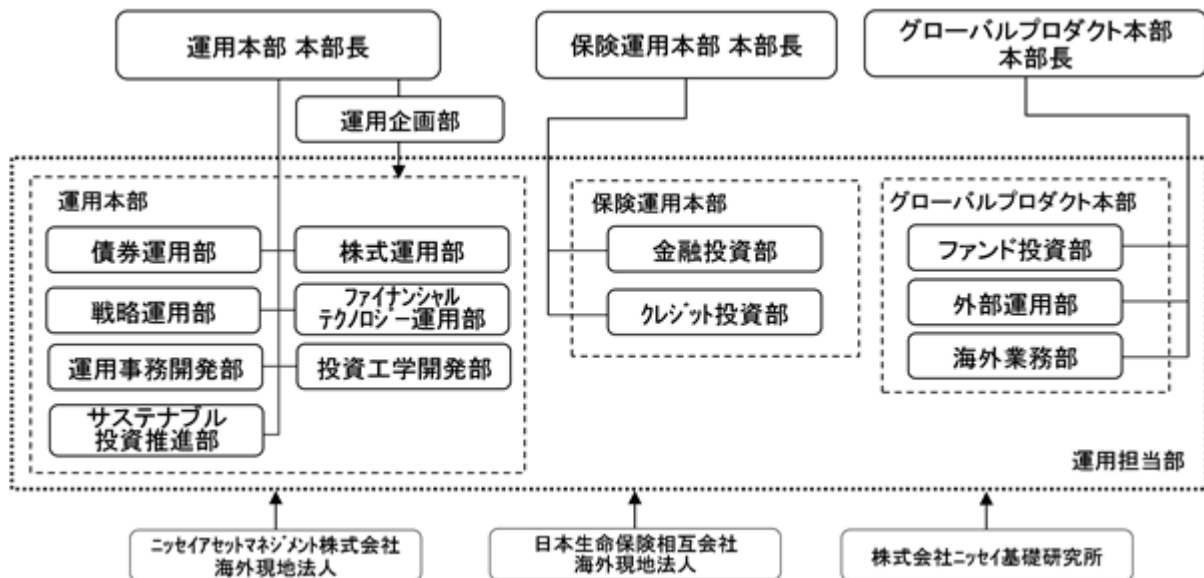 運用本部 本部長
保険運用本部 本部長
グローバルプロダクト本部
本部長
運用企画部
運用本部
債券運用部
株式運用部
戦略運用部
ファイナンシャル
テクノロジー運用部
運用事務開発部
投資工学開発部
サステナブル
投資推進部
保険運用本部
金融投資部
クレジット投資部
グローバルプロダクト本部
ファンド投資部
外部運用部
海外業務部
運用担当部
ニッセイアセットマネジメント株式会社
海外現地法人
日本生命保険相互会社
海外現地法人
株式会社ニッセイ基礎研究所